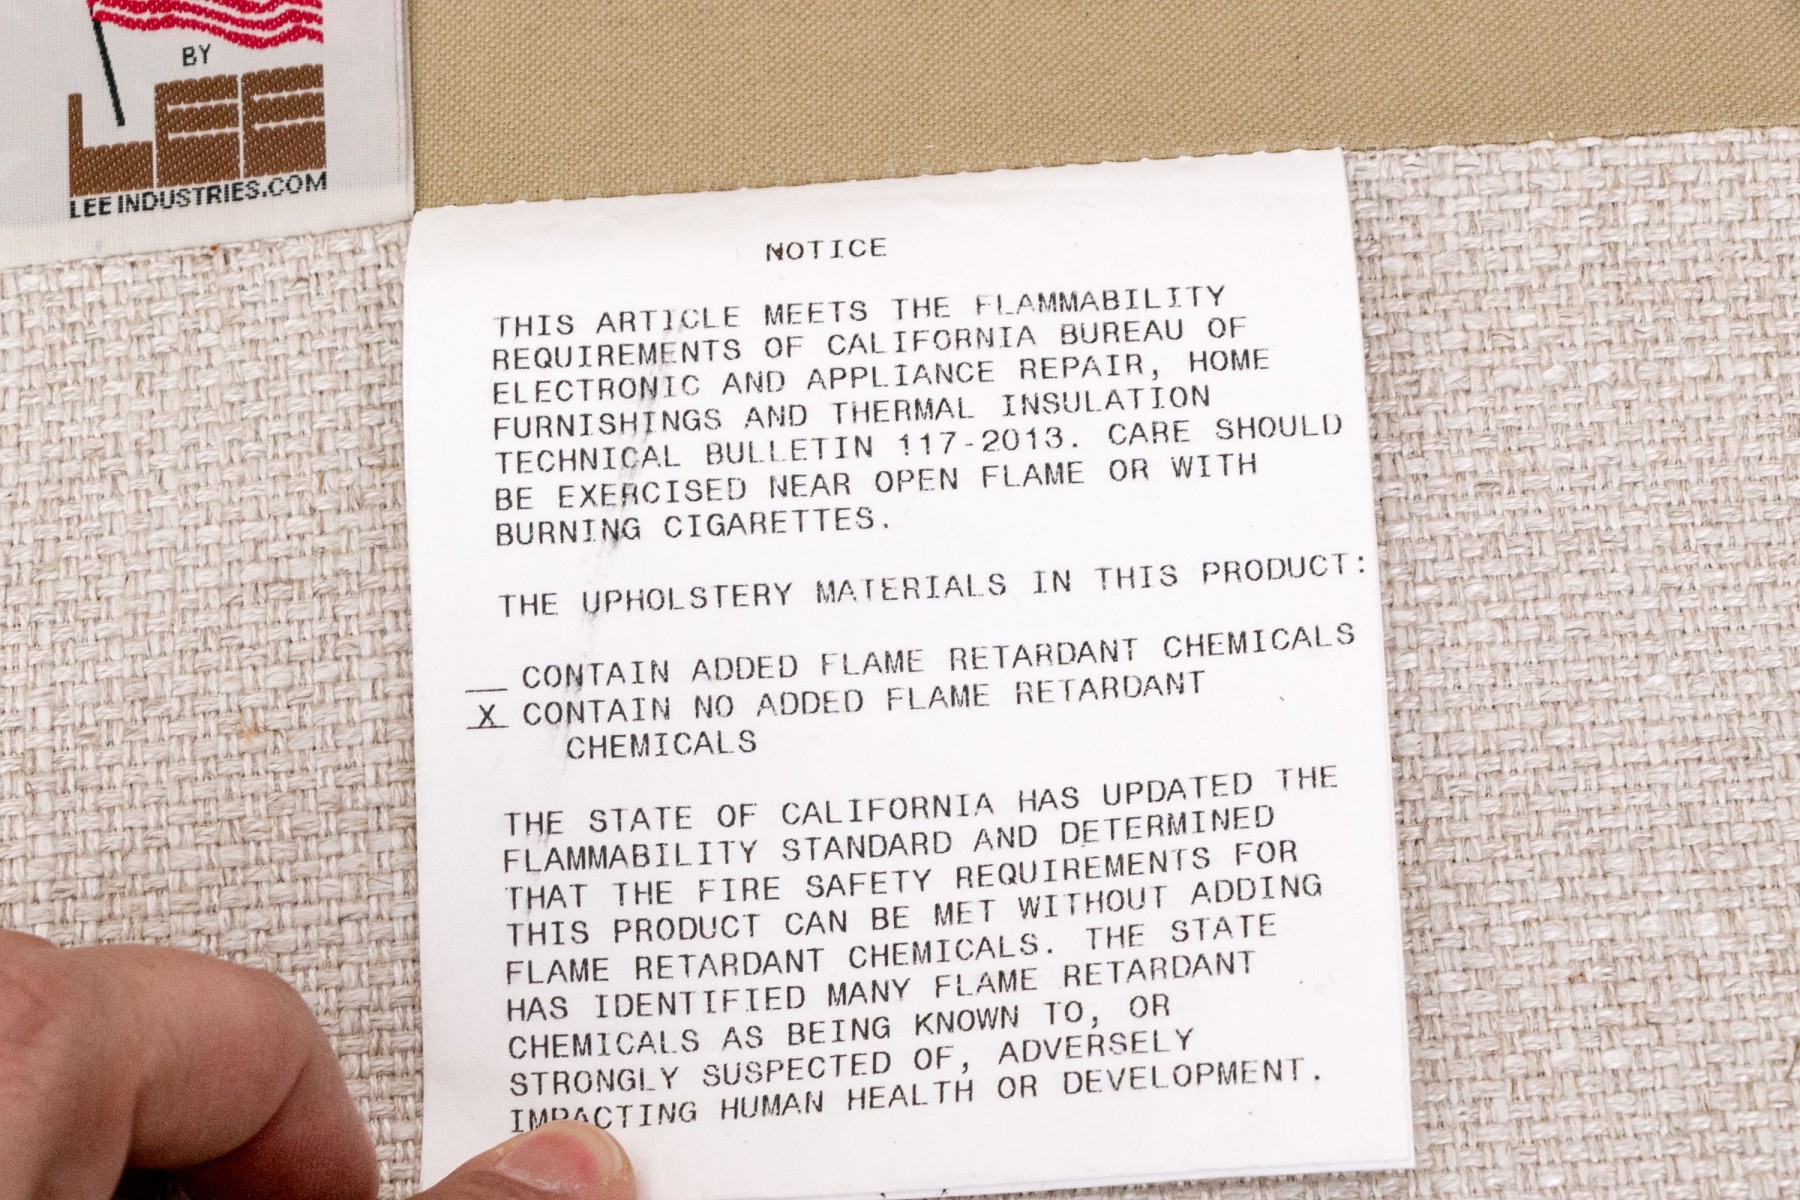 BY
LEE
LEE INDUSTRIES.COM
NOTICE
THIS ARTICLE MEETS THE FLAMMABILITY
REQUIREMENTS OF CALIFORNIA BUREAU OF
ELECTRONIC AND APPLIANCE REPAIR, HOME
FURNISHINGS AND THERMAL INSULATION
TECHNICAL BULLETIN 117-2013. CARE SHOULD
BE EXERCISED NEAR OPEN FLAME OR WITH
BURNING CIGARETTES.
THE UPHOLSTERY MATERIALS IN THIS PRODUCT:
__ CONTAIN ADDED FLAME RETARDANT CHEMICALS
X CONTAIN NO ADDED FLAME RETARDANT
CHEMICALS
THE STATE OF CALIFORNIA HAS UPDATED THE
FLAMMABILITY STANDARD AND DETERMINED
THAT THE FIRE SAFETY REQUIREMENTS FOR
THIS PRODUCT CAN BE MET WITHOUT ADDING
FLAME RETARDANT CHEMICALS. THE STATE
HAS IDENTIFIED MANY FLAME RETARDANT
CHEMICALS AS BEING KNOWN TO, OR
STRONGLY SUSPECTED OF, ADVERSELY
IMPACTING HUMAN HEALTH OR DEVELOPMENT.